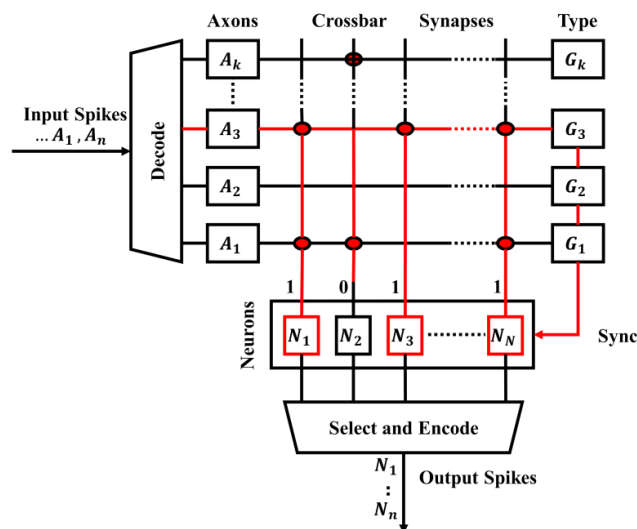 Axons Crossbar Synapses Type
A_k G_k
Input Spikes
... A_1 , A_n
Decode
A_3 G_3
A_2 G_2
A_1 G_1
1 0 1 1
Neurons
N_1 N_2 N_3 N_N
Sync
Select and Encode
N_1
Output Spikes
⋮
N_n